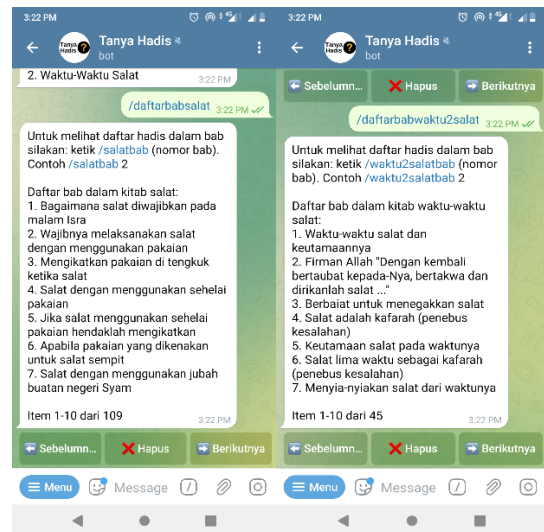 3:22 PM
Tanya Hadis
bot
2. Waktu-Waktu Salat
3:22 PM
/daftarbabsalat 3:22 PM
Untuk melihat daftar hadis dalam bab
silakan: ketik /salatbab (nomor bab).
Contoh /salatbab 2
Daftar bab dalam kitab salat:
1. Bagaimana salat diwajibkan pada
malam Isra
2. Wajibnya melaksanakan salat
dengan menggunakan pakaian
3. Mengikatkan pakaian di tengkuk
ketika salat
4. Salat dengan menggunakan sehelai
pakaian
5. Jika salat menggunakan sehelai
pakaian hendaklah mengikatkan
6. Apabila pakaian yang dikenakan
untuk salat sempit
7. Salat dengan menggunakan jubah
buatan negeri Syam
Item 1-10 dari 109
3:22 PM
Sebelumn... Hapus Berikutnya
Menu Message
3:22 PM
Tanya Hadis
bot
Sebelumn... Hapus Berikutnya
/daftarbabwaktu2salat 3:22 PM
Untuk melihat daftar hadis dalam bab
silakan: ketik /waktu2salatbab (nomor
bab). Contoh /waktu2salatbab 2
Daftar bab dalam kitab waktu-waktu
salat:
1. Waktu-waktu salat dan
keutamaannya
2. Firman Allah "Dengan kembali
bertaubat kepada-Nya, bertakwa dan
dirikanlah salat ..."
3. Berbaiat untuk menegakkan salat
4. Salat adalah kafarah (penebus
kesalahan)
5. Keutamaan salat pada waktunya
6. Salat lima waktu sebagai kafarah
(penebus kesalahan)
7. Menyia-nyiakan salat dari waktunya
Item 1-10 dari 45
3:22 PM
Sebelumn... Hapus Berikutnya
Menu Message